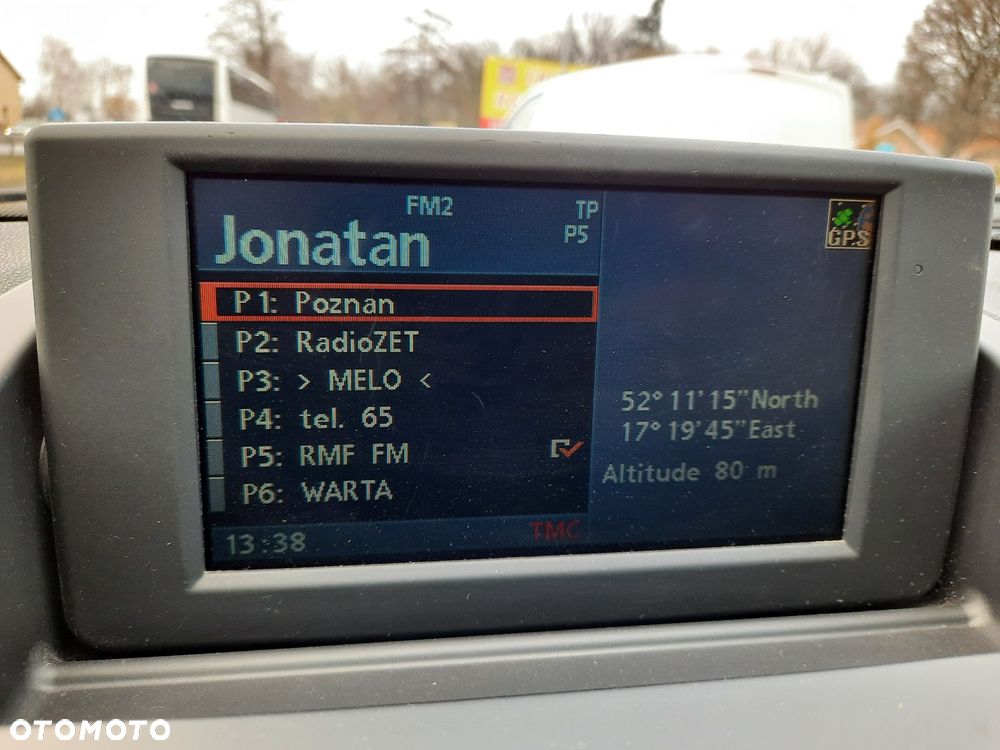 FM2
TP
Jonatan
P5
GPS
P1: Poznan
P2: RadioZET
P3: > MELO <
P4: tel. 65
P5: RMF FM
P6: WARTA
52° 11'15"North
17° 19'45"East
Altitude 80 m
13:38
TMC
OTOMOTO